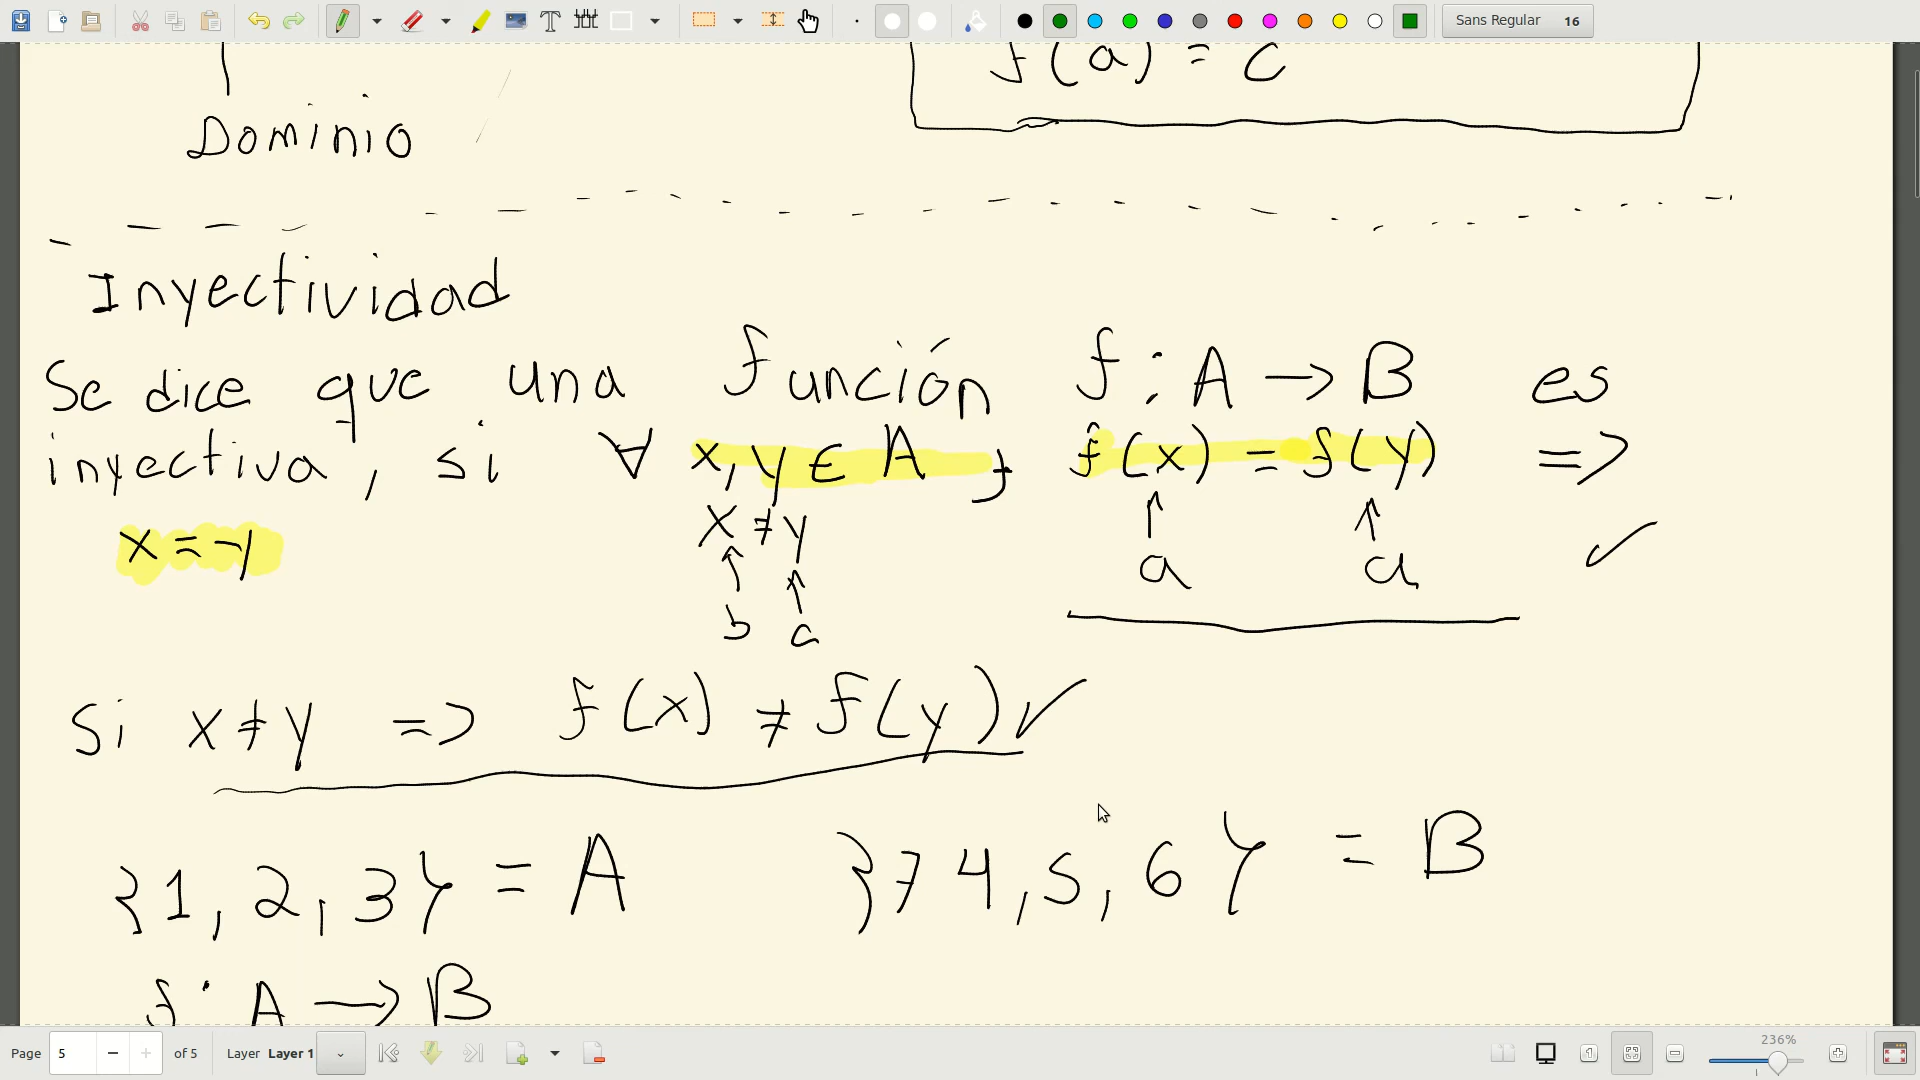 Sans Regular 16
f(a) = c
Dominio
Inyectividad
Se dice que una función f : A → B es
inyectiva, si ∀ x, y ∈ A, f(x) = f(y) =>
x = y
x ≠ y
↑ ↑ ↑ ↑ ✓
a a
b a
Si x ≠ y => f(x) ≠ f(y) ✓
{1, 2, 3} = A {7 4, 5, 6} = B
f : A → B
Page 5 of 5 Layer Layer 1 236%